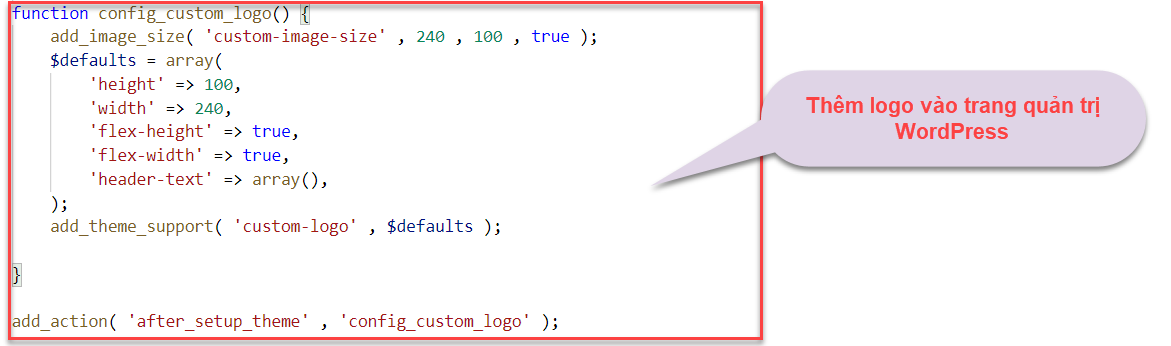 function config_custom_logo() {
    add_image_size( 'custom-image-size' , 240 , 100 , true );
    $defaults = array(
        'height' => 100,
        'width' => 240,
        'flex-height' => true,
        'flex-width' => true,
        'header-text' => array(),
    );
    add_theme_support( 'custom-logo' , $defaults );
}
add_action( 'after_setup_theme' , 'config_custom_logo' );
Thêm logo vào trang quản trị
WordPress